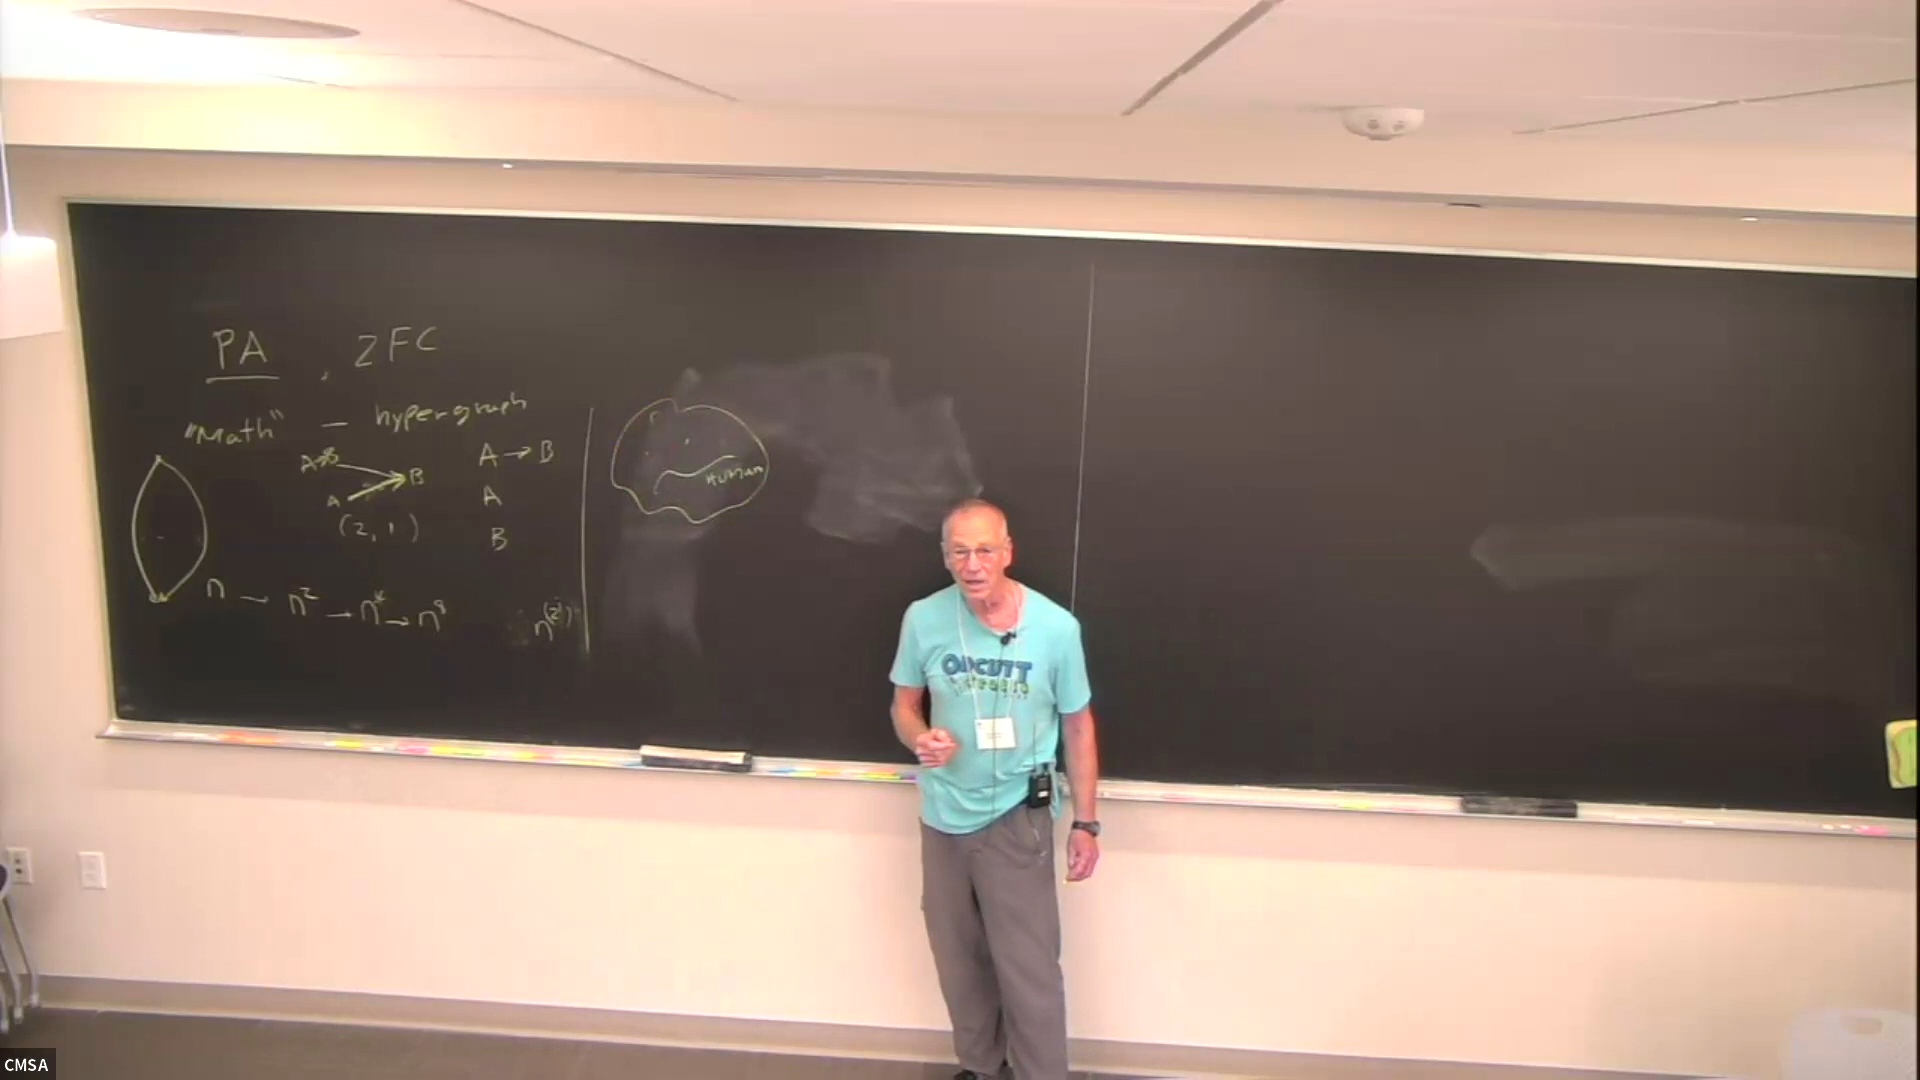 PA , ZFC
"Math" — hypergraph
A→B
B
A
(2, 1)
A → B
A
B
n → n² → n⁴ → n⁸
Human
ORCUTT
CMSA